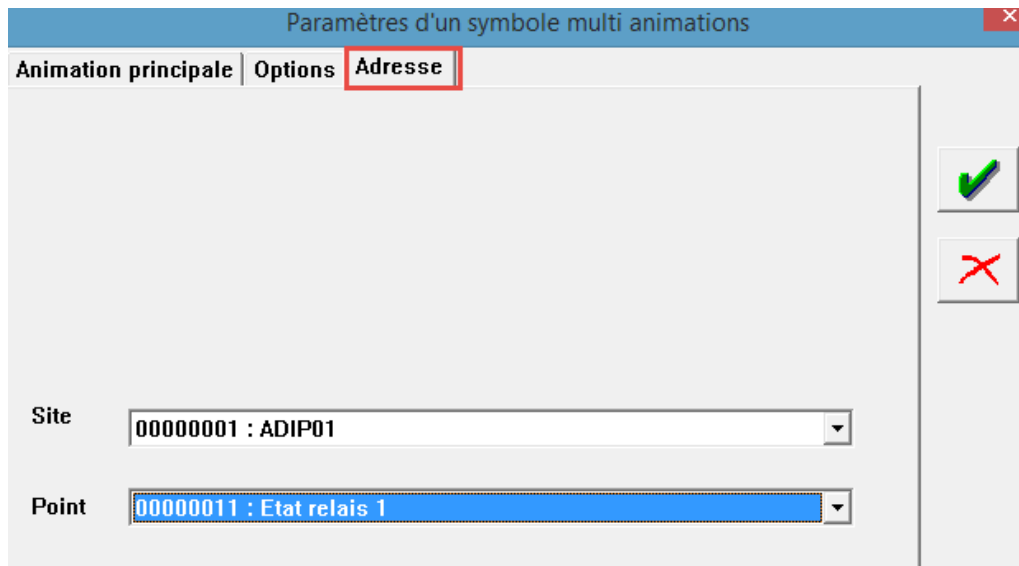 Paramètres d'un symbole multi animations
Animation principale Options Adresse
Site 00000001 : ADIP01
Point 00000011 : Etat relais 1